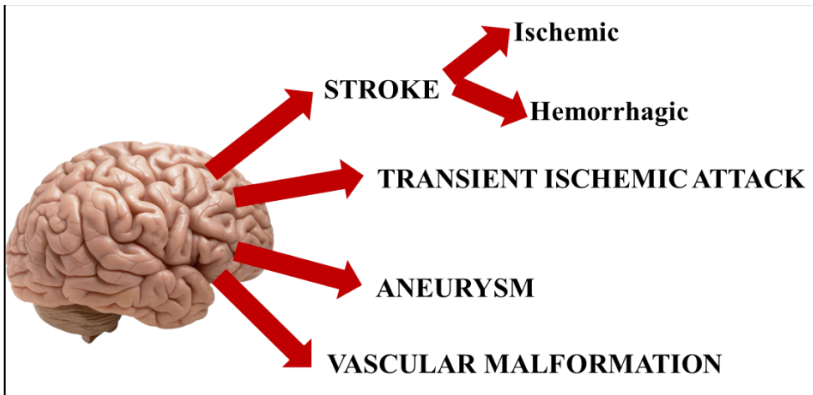 Ischemic
STROKE
Hemorrhagic
TRANSIENT ISCHEMIC ATTACK
ANEURYSM
VASCULAR MALFORMATION